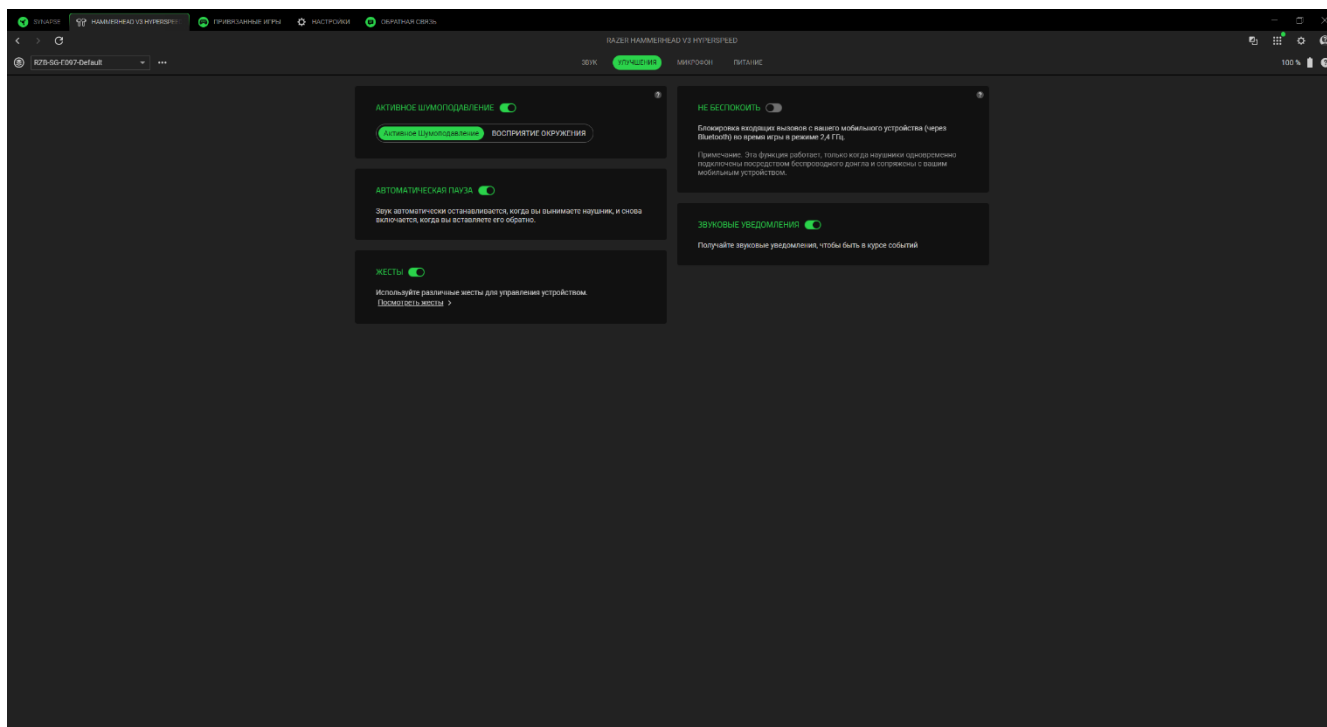 SYNAPSE HAMMERHEAD V3 HYPERSPEED ПРИВЯЗАННЫЕ ИГРЫ НАСТРОЙКИ ОБРАТНАЯ СВЯЗЬ
RAZER HAMMERHEAD V3 HYPERSPEED
RZB-SG-E097-Default
ЗВУК УЛУЧШЕНИЯ МИКРОФОН ПИТАНИЕ
100 %
АКТИВНОЕ ШУМОПОДАВЛЕНИЕ
Активное Шумоподавление ВОСПРИЯТИЕ ОКРУЖЕНИЯ
АВТОМАТИЧЕСКАЯ ПАУЗА
Звук автоматически останавливается, когда вы вынимаете наушник, и снова
включается, когда вы вставляете его обратно.
ЖЕСТЫ
Используйте различные жесты для управления устройством.
Посмотреть жесты >
НЕ БЕСПОКОИТЬ
Блокировка входящих вызовов с вашего мобильного устройства (через
Bluetooth) во время игры в режиме 2,4 ГГц.
Примечание. Эта функция работает, только когда наушники одновременно
подключены посредством беспроводного донгла и сопряжены с вашим
мобильным устройством.
ЗВУКОВЫЕ УВЕДОМЛЕНИЯ
Получайте звуковые уведомления, чтобы быть в курсе событий